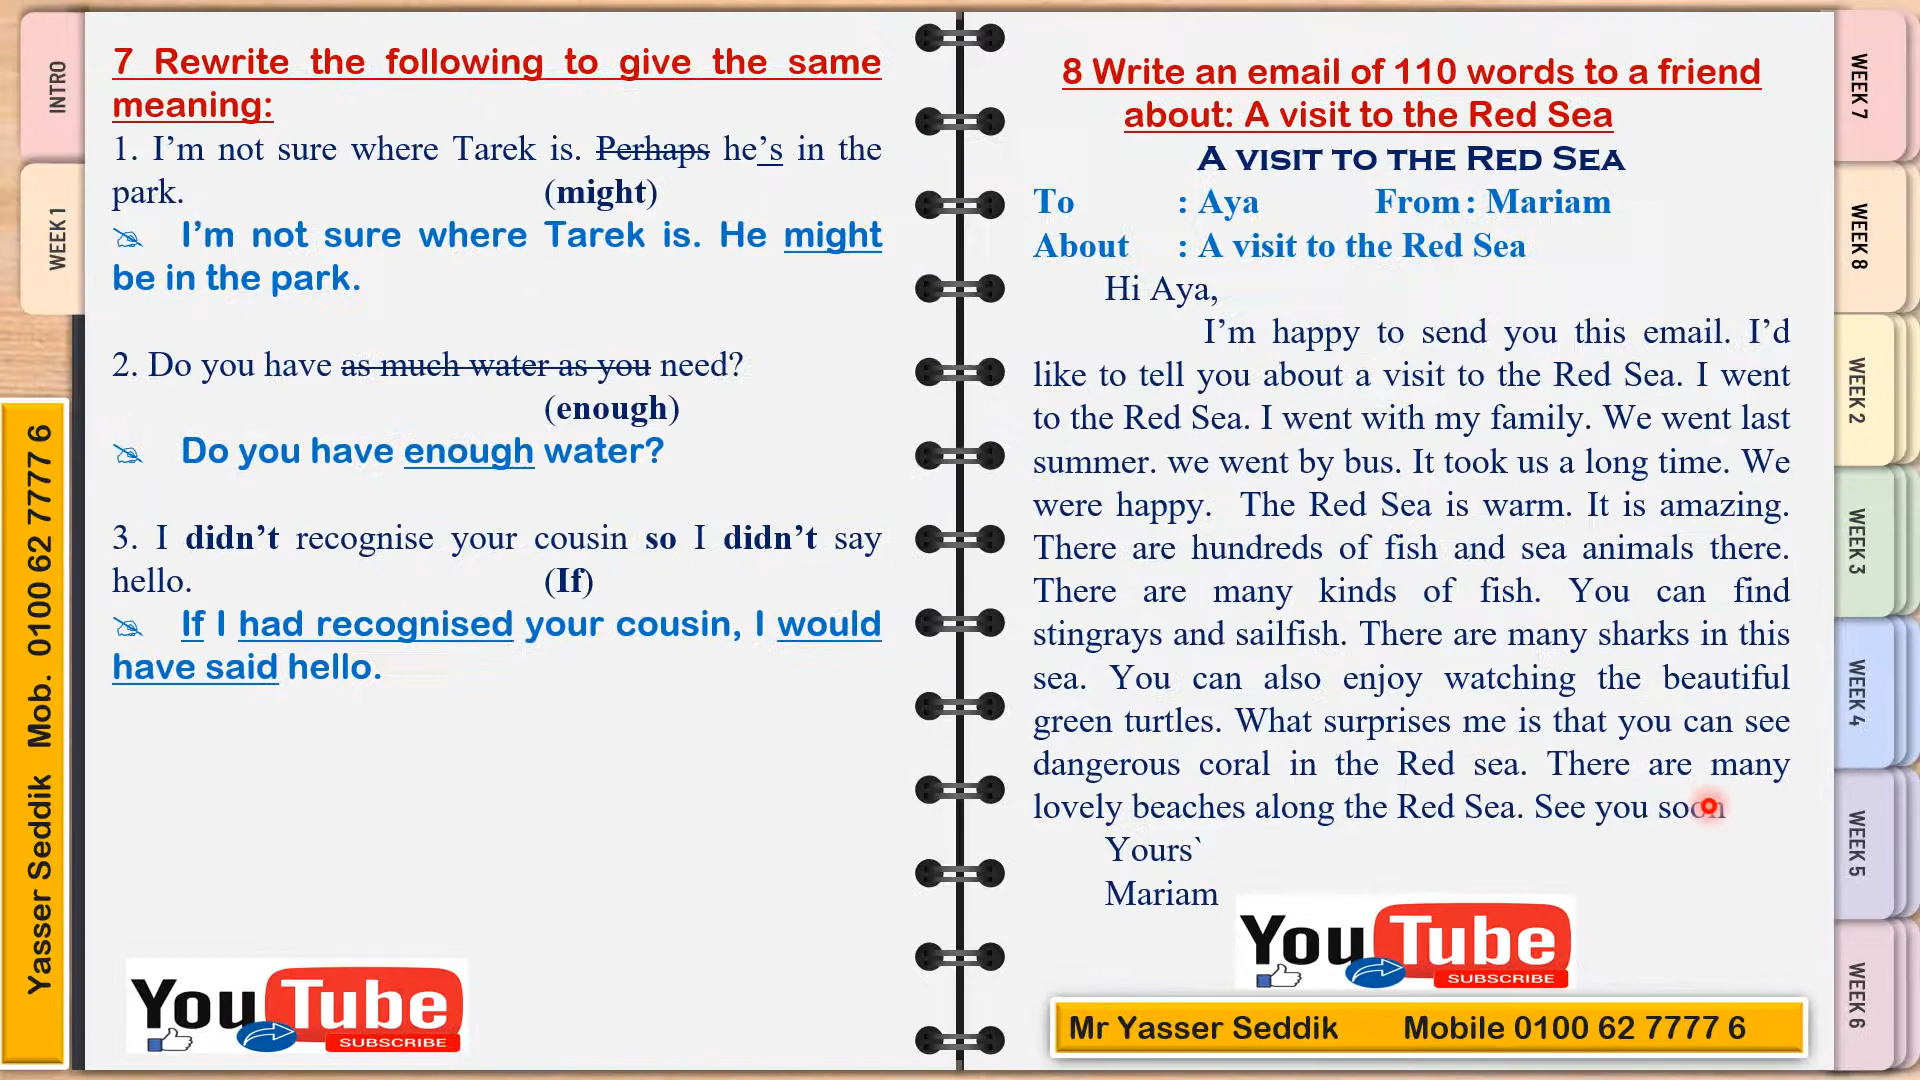 INTRO
WEEK 1
Yasser Seddik Mob. 0100 62 7777 6
7 Rewrite the following to give the same
meaning:
1. I’m not sure where Tarek is. Perhaps he’s in the
park. (might)
I’m not sure where Tarek is. He might
be in the park.
2. Do you have as much water as you need?
(enough)
Do you have enough water?
3. I didn’t recognise your cousin so I didn’t say
hello. (If)
If I had recognised your cousin, I would
have said hello.
YouTube
SUBSCRIBE
8 Write an email of 110 words to a friend
about: A visit to the Red Sea
A VISIT TO THE RED SEA
To : Aya From : Mariam
About : A visit to the Red Sea
Hi Aya,
I’m happy to send you this email. I’d
like to tell you about a visit to the Red Sea. I went
to the Red Sea. I went with my family. We went last
summer. we went by bus. It took us a long time. We
were happy. The Red Sea is warm. It is amazing.
There are hundreds of fish and sea animals there.
There are many kinds of fish. You can find
stingrays and sailfish. There are many sharks in this
sea. You can also enjoy watching the beautiful
green turtles. What surprises me is that you can see
dangerous coral in the Red sea. There are many
lovely beaches along the Red Sea. See you soon
Yours`
Mariam
YouTube
SUBSCRIBE
Mr Yasser Seddik Mobile 0100 62 7777 6
WEEK 7
WEEK 8
WEEK 2
WEEK 3
WEEK 4
WEEK 5
WEEK 6